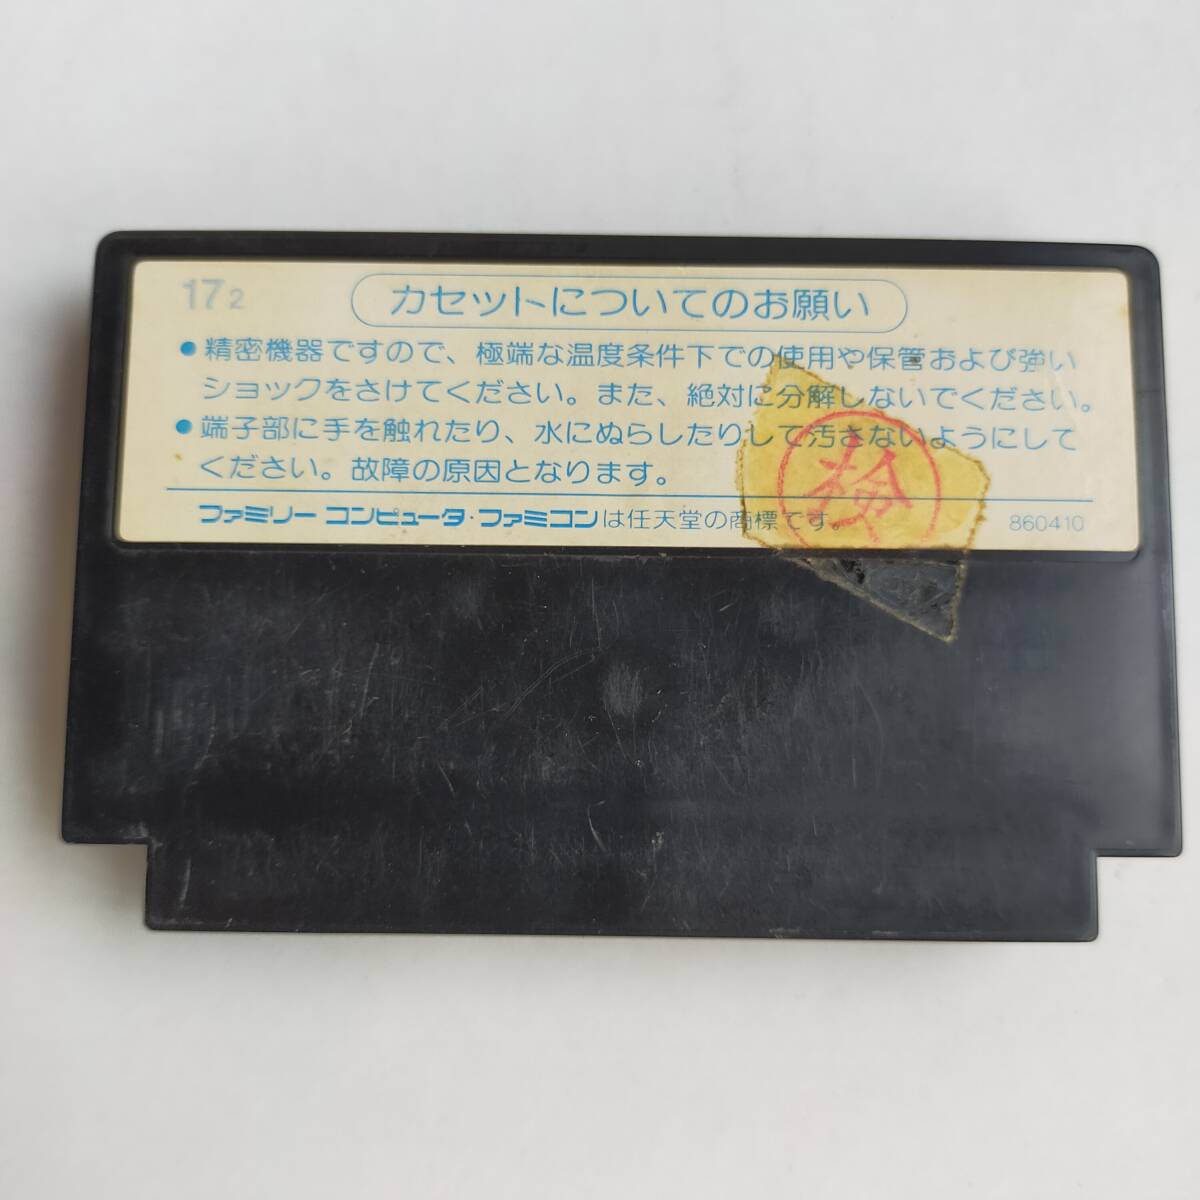 17 2
カセットについてのお願い
●精密機器ですので、極端な温度条件下での使用や保管および強い
ショックをさけてください。また、絶対に分解しないでください。
●端子部に手を触れたり、水にぬらしたりして汚さないようにして
ください。故障の原因となります。
ファミリーコンピュータ・ファミコンは任天堂の商標です。
860410
検